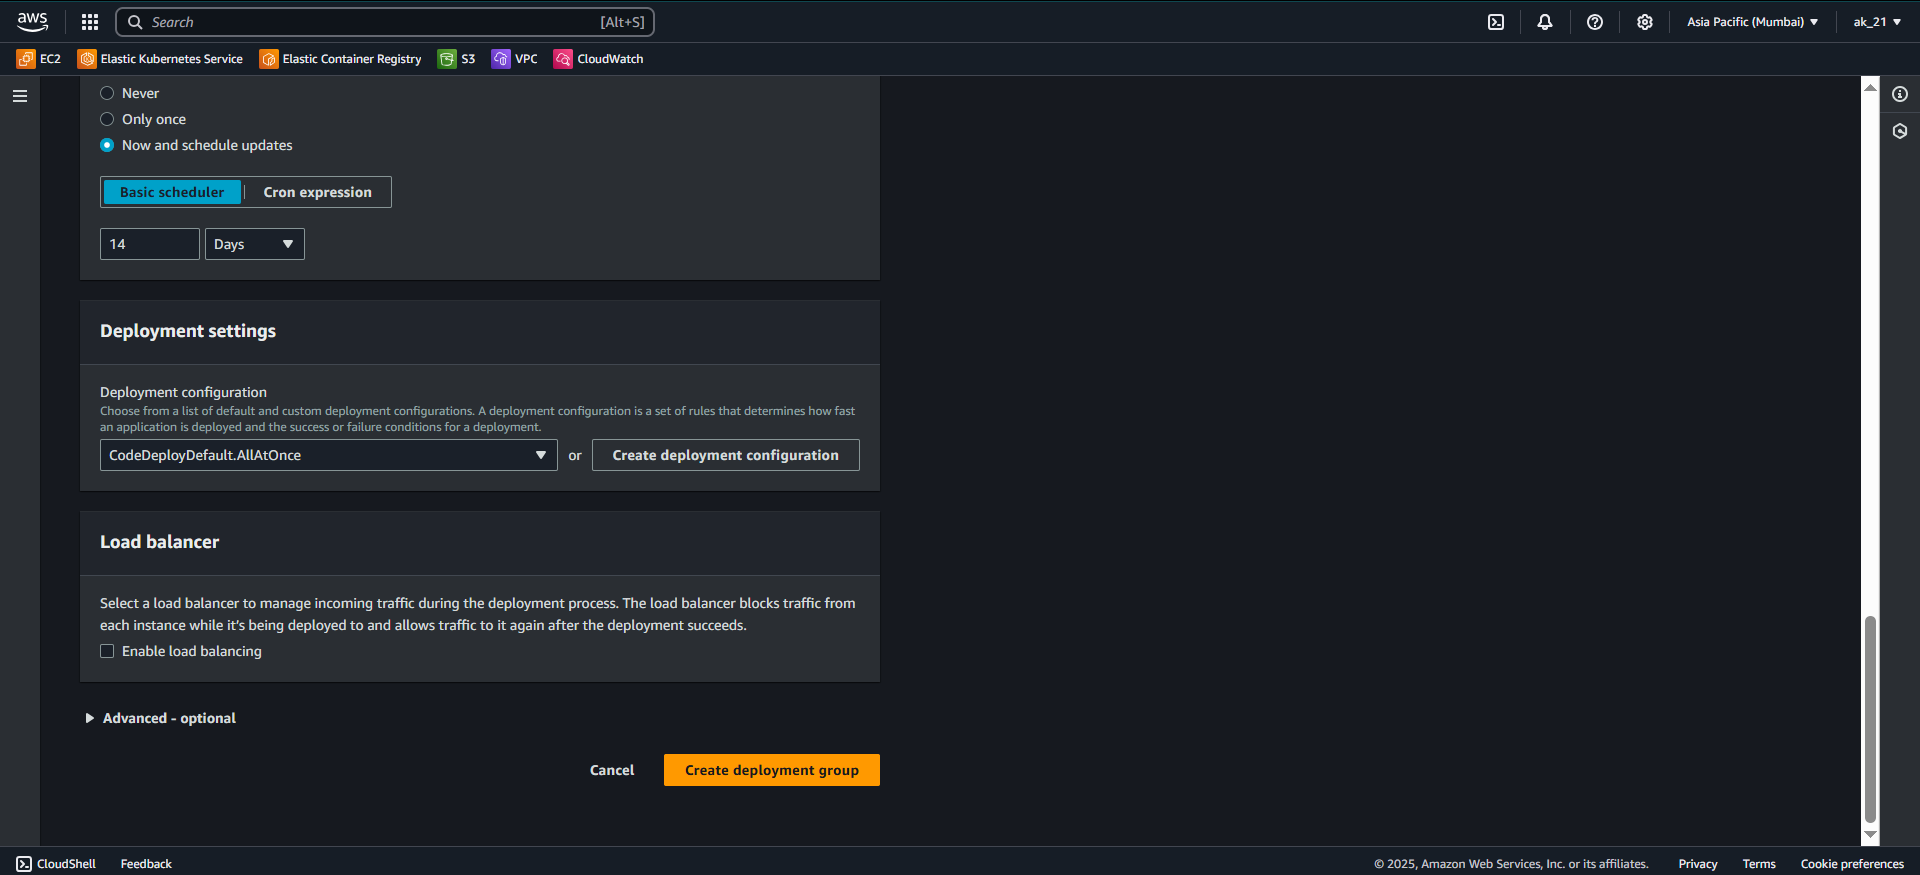 aws
Search [Alt+S]
Asia Pacific (Mumbai)
ak_21
EC2
Elastic Kubernetes Service
Elastic Container Registry
S3
VPC
CloudWatch
Never
Only once
Now and schedule updates
Basic scheduler
Cron expression
14
Days
Deployment settings
Deployment configuration
Choose from a list of default and custom deployment configurations. A deployment configuration is a set of rules that determines how fast
an application is deployed and the success or failure conditions for a deployment.
CodeDeployDefault.AllAtOnce
or
Create deployment configuration
Load balancer
Select a load balancer to manage incoming traffic during the deployment process. The load balancer blocks traffic from
each instance while it's being deployed to and allows traffic to it again after the deployment succeeds.
Enable load balancing
Advanced - optional
Cancel
Create deployment group
CloudShell
Feedback
© 2025, Amazon Web Services, Inc. or its affiliates.
Privacy
Terms
Cookie preferences